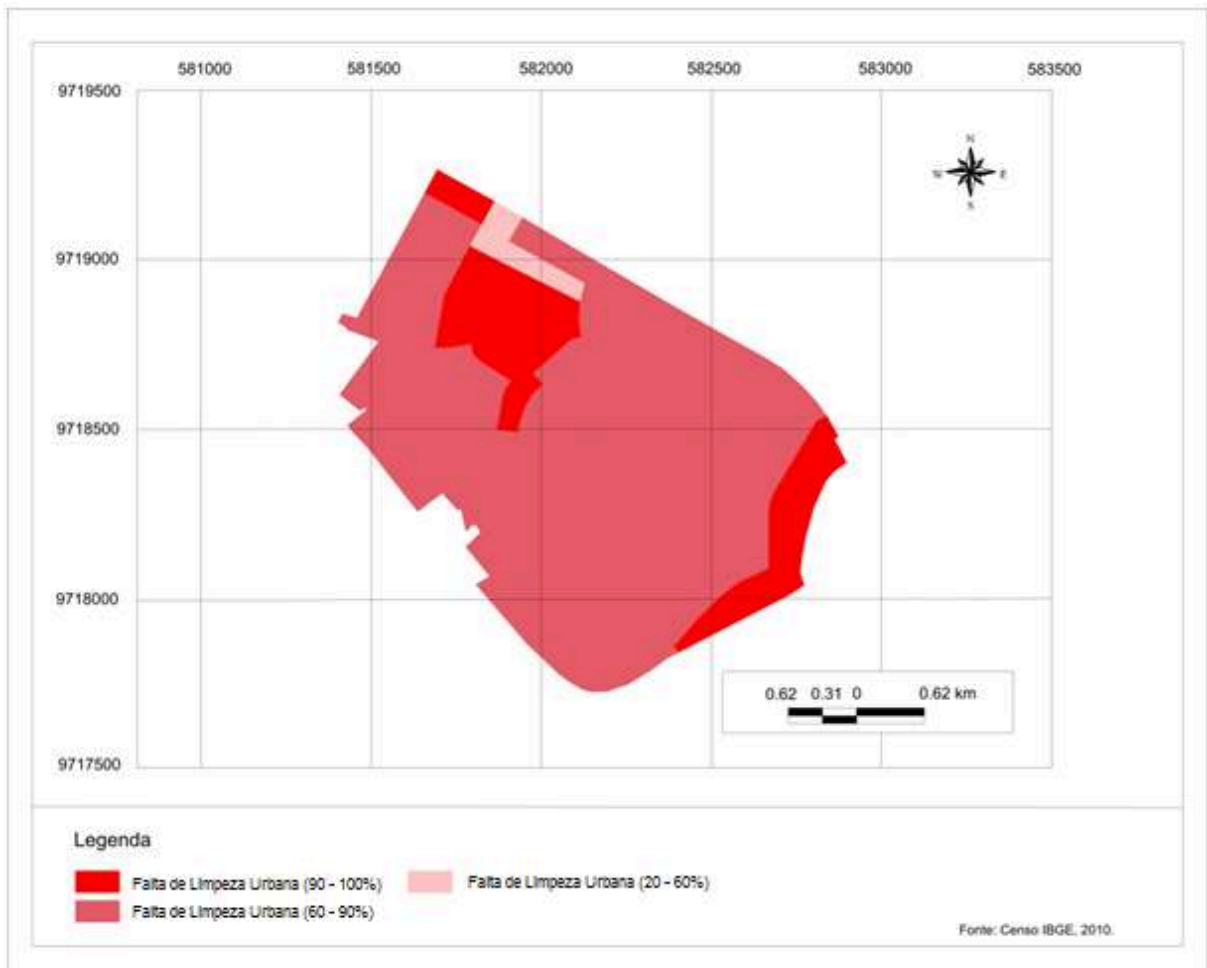 581000 581500 582000 582500 583000 583500
9719500
N
W E
S
9719000
9718500
9718000
0.62 0.31 0 0.62 km
9717500
Legenda
Falta de Limpeza Urbana (90 - 100%) Falta de Limpeza Urbana (20 - 60%)
Falta de Limpeza Urbana (60 - 90%)
Fonte: Censo IBGE, 2010.